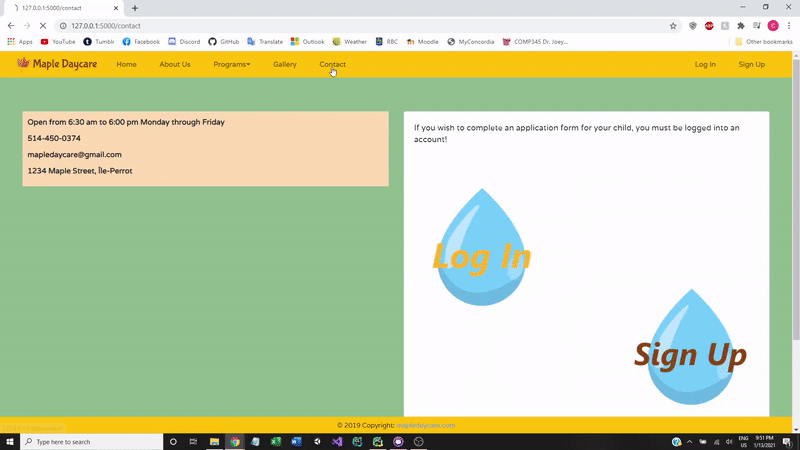 127.0.0.1:5000/contact
127.0.0.1:5000/contact
Apps YouTube Tumblr Facebook Discord GitHub Translate Outlook Weather RBC Moodle MyConcordia COMP345 Dr. Joey... Other bookmarks
Maple Daycare Home About Us Programs Gallery Contact Log In Sign Up
Open from 6:30 am to 6:00 pm Monday through Friday
514-450-0374
mapledaycare@gmail.com
1234 Maple Street, Île-Perrot
If you wish to complete an application form for your child, you must be logged into an
account!
Log In
Sign Up
© 2019 Copyright: mapledaycare.com
Type here to search
ENG
US
9:51 PM
1/13/2021